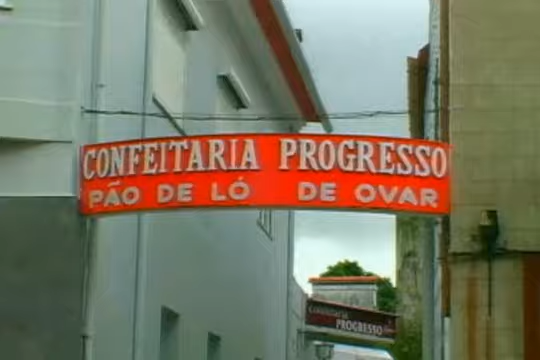 CONFEITARIA PROGRESSO
PÃO DE LÓ DE OVAR
Confeitaria
PROGRESSO